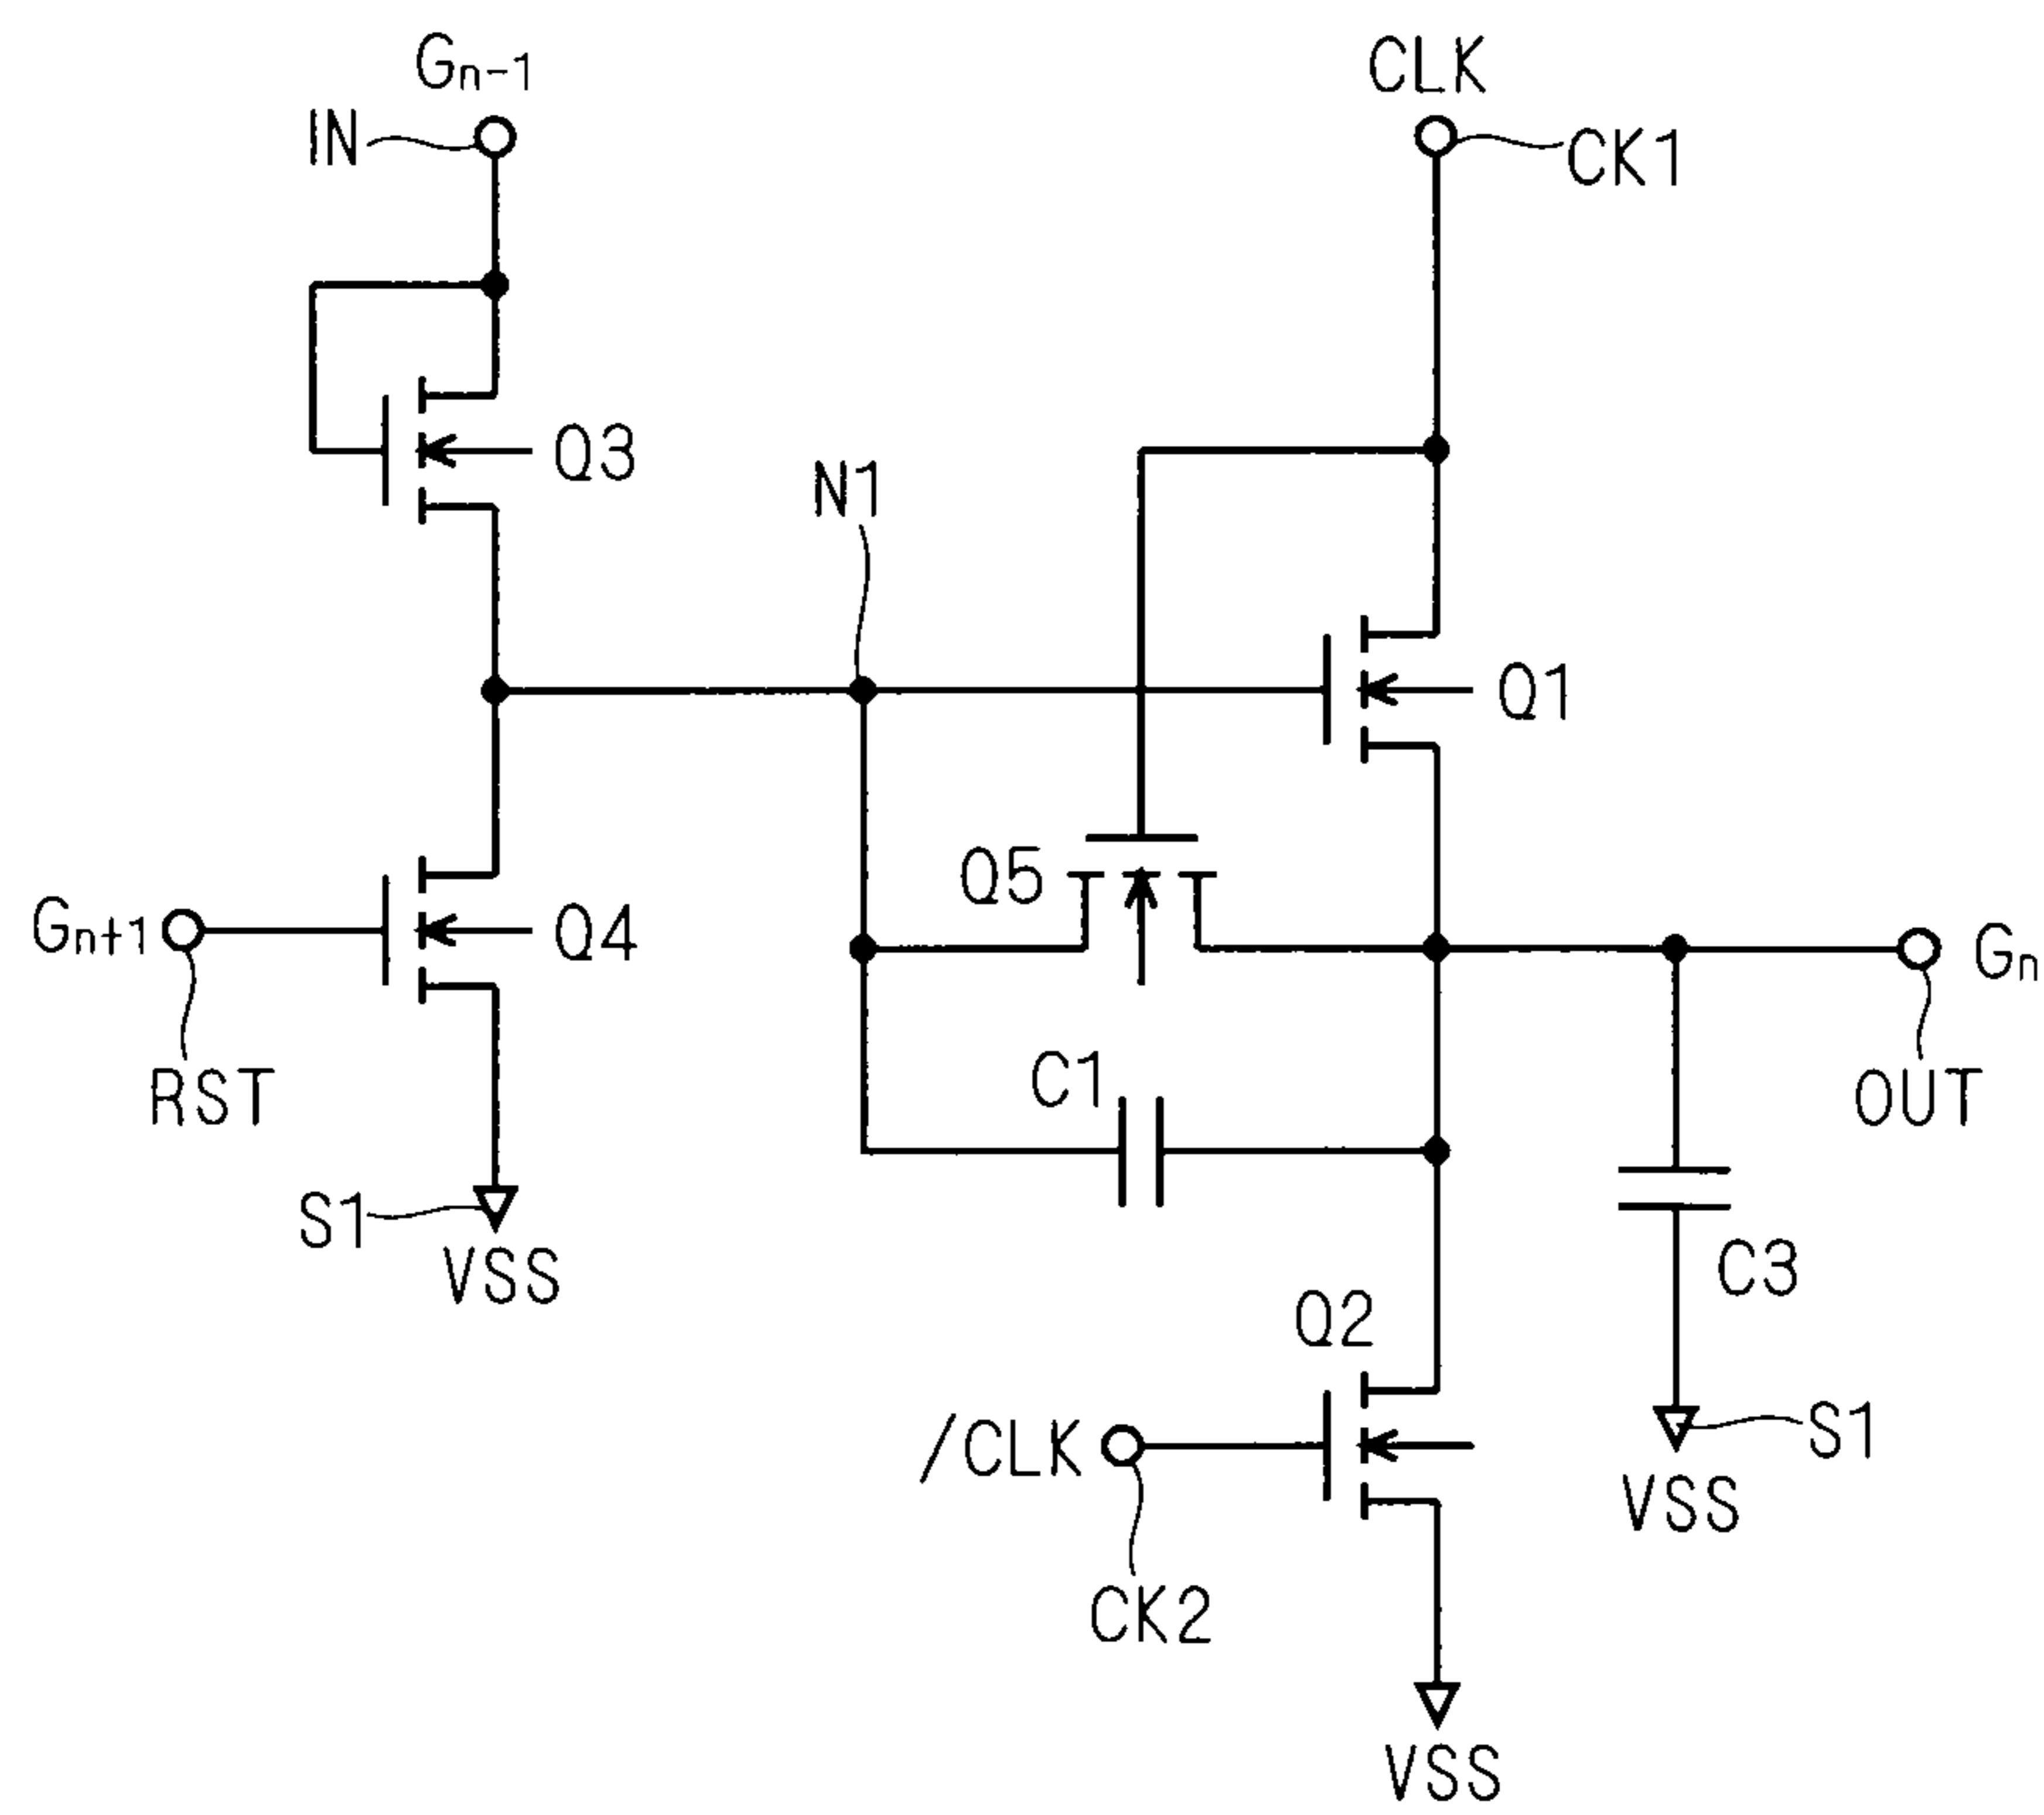 Gn-1
CLK
IN
CK1
Q3
N1
Q1
Q5
Gn+1
Q4
Gn
C1
RST
OUT
S1
VSS
C3
Q2
/CLK
S1
VSS
CK2
VSS